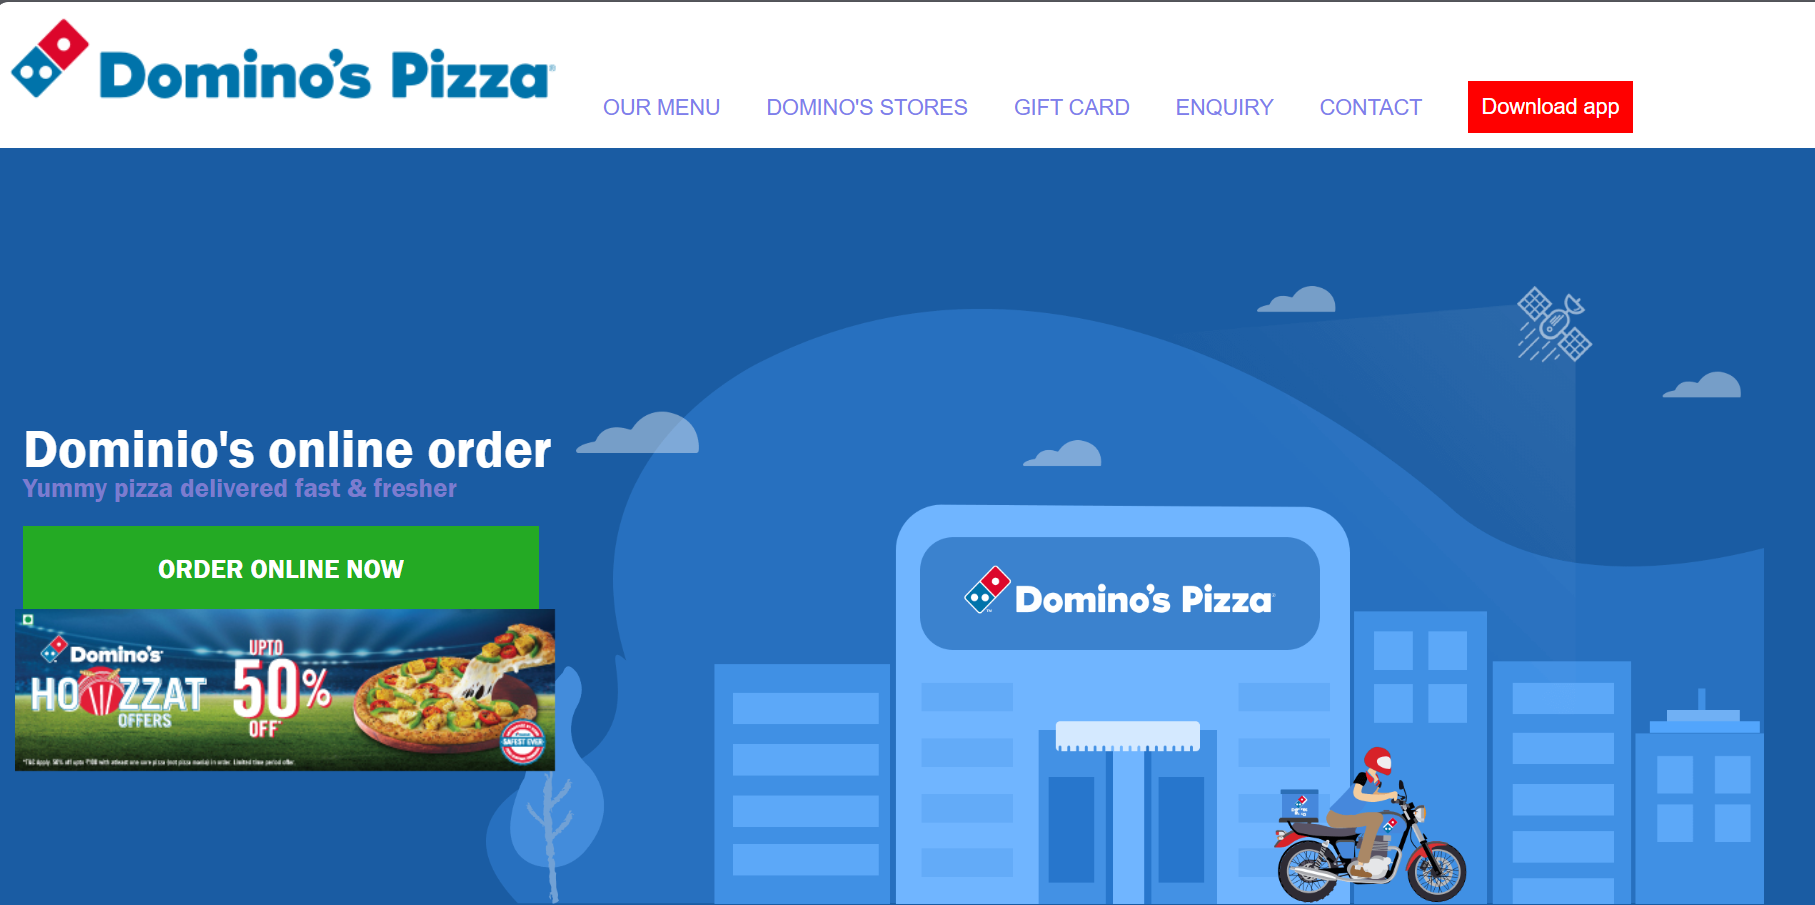 Domino's Pizza
OUR MENU DOMINO'S STORES GIFT CARD ENQUIRY CONTACT Download app
Dominio's online order
Yummy pizza delivered fast & fresher
ORDER ONLINE NOW
Domino's Pizza
Domino's
HOWZZAT
OFFERS
UPTO
50%
OFF*
SAFEST EVER